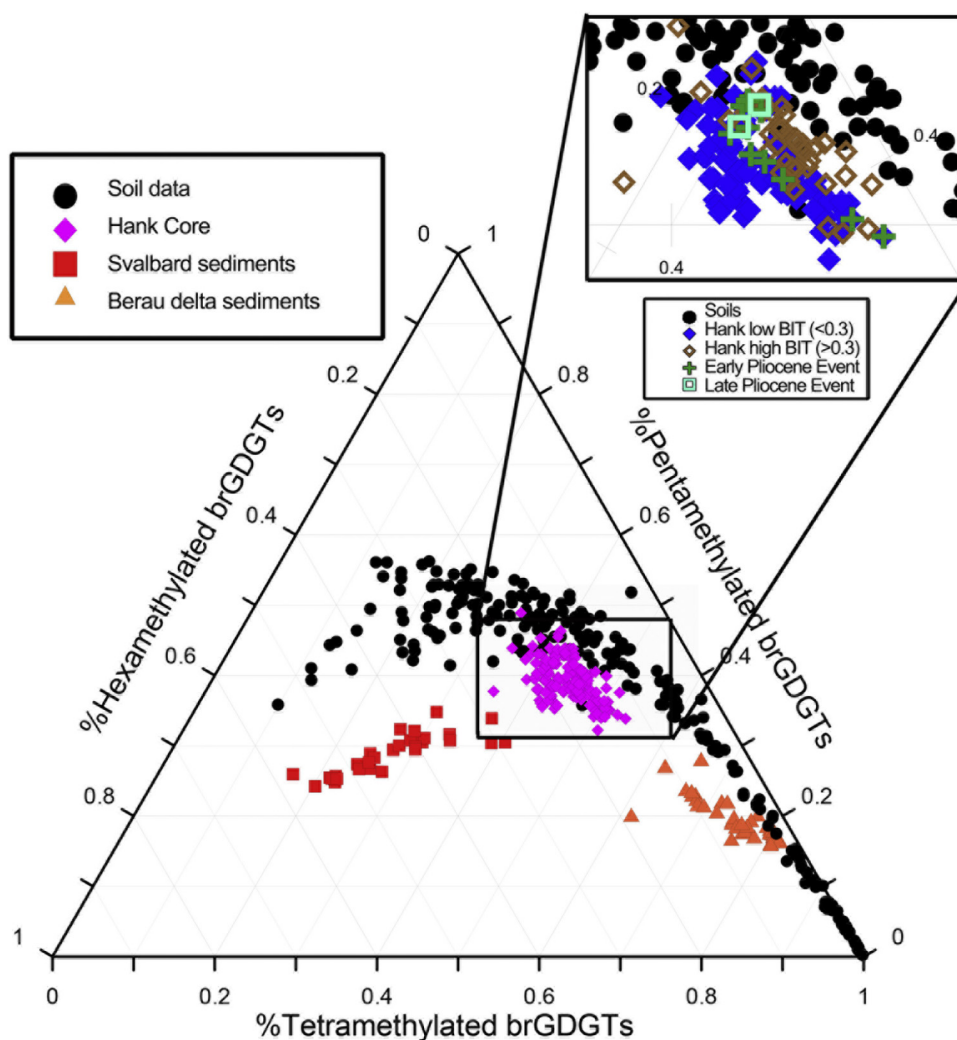 Soil data
Hank Core
Svalbard sediments
Berau delta sediments
0.2
0.4
0.4
Soils
Hank low BIT (<0.3)
Hank high BIT (>0.3)
Early Pliocene Event
Late Pliocene Event
0 1
0.2 0.8
0.4 0.6
0.6 0.4
0.8 0.2
1 0
%Hexamethylated brGDGTs
%Pentamethylated brGDGTs
0 0.2 0.4 0.6 0.8 1
%Tetramethylated brGDGTs